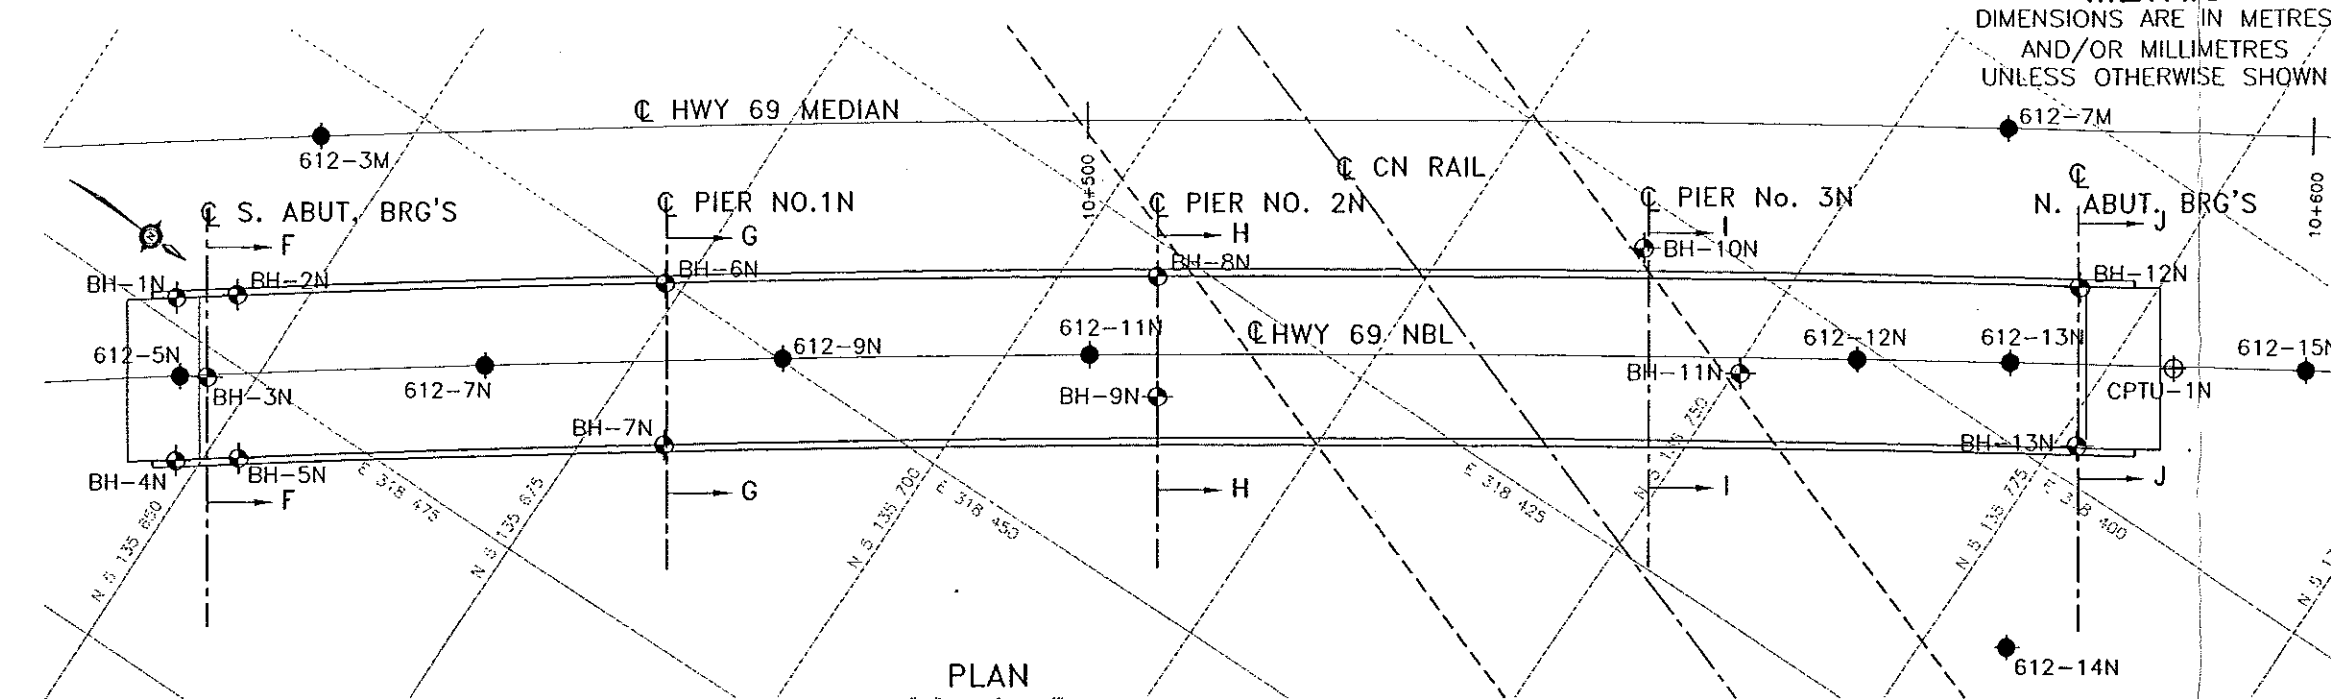 DIMENSIONS ARE IN METRES
AND/OR MILLIMETRES
UNLESS OTHERWISE SHOWN
℄ HWY 69 MEDIAN
612-7M
612-3M
℄ CN RAIL
10+500
10+600
℄ S. ABUT. BRG'S
℄ PIER NO.1N
℄ PIER NO. 2N
℄ PIER No. 3N
℄
N. ABUT. BRG'S
F
G
H
I
J
BH-1N
BH-2N
BH-6N
BH-8N
BH-10N
BH-12N
612-5N
BH-3N
612-7N
612-9N
612-11N
℄ HWY 69 NBL
612-12N
612-13N
612-15N
BH-9N
BH-11N
CPTU-1N
BH-7N
BH-13N
BH-4N
BH-5N
F
G
H
I
J
N 5 135 650
E 318 475
N 5 135 675
N 5 135 700
E 318 450
E 318 425
N 5 135 750
N 5 135 775
E 318 400
N 5
612-14N
PLAN